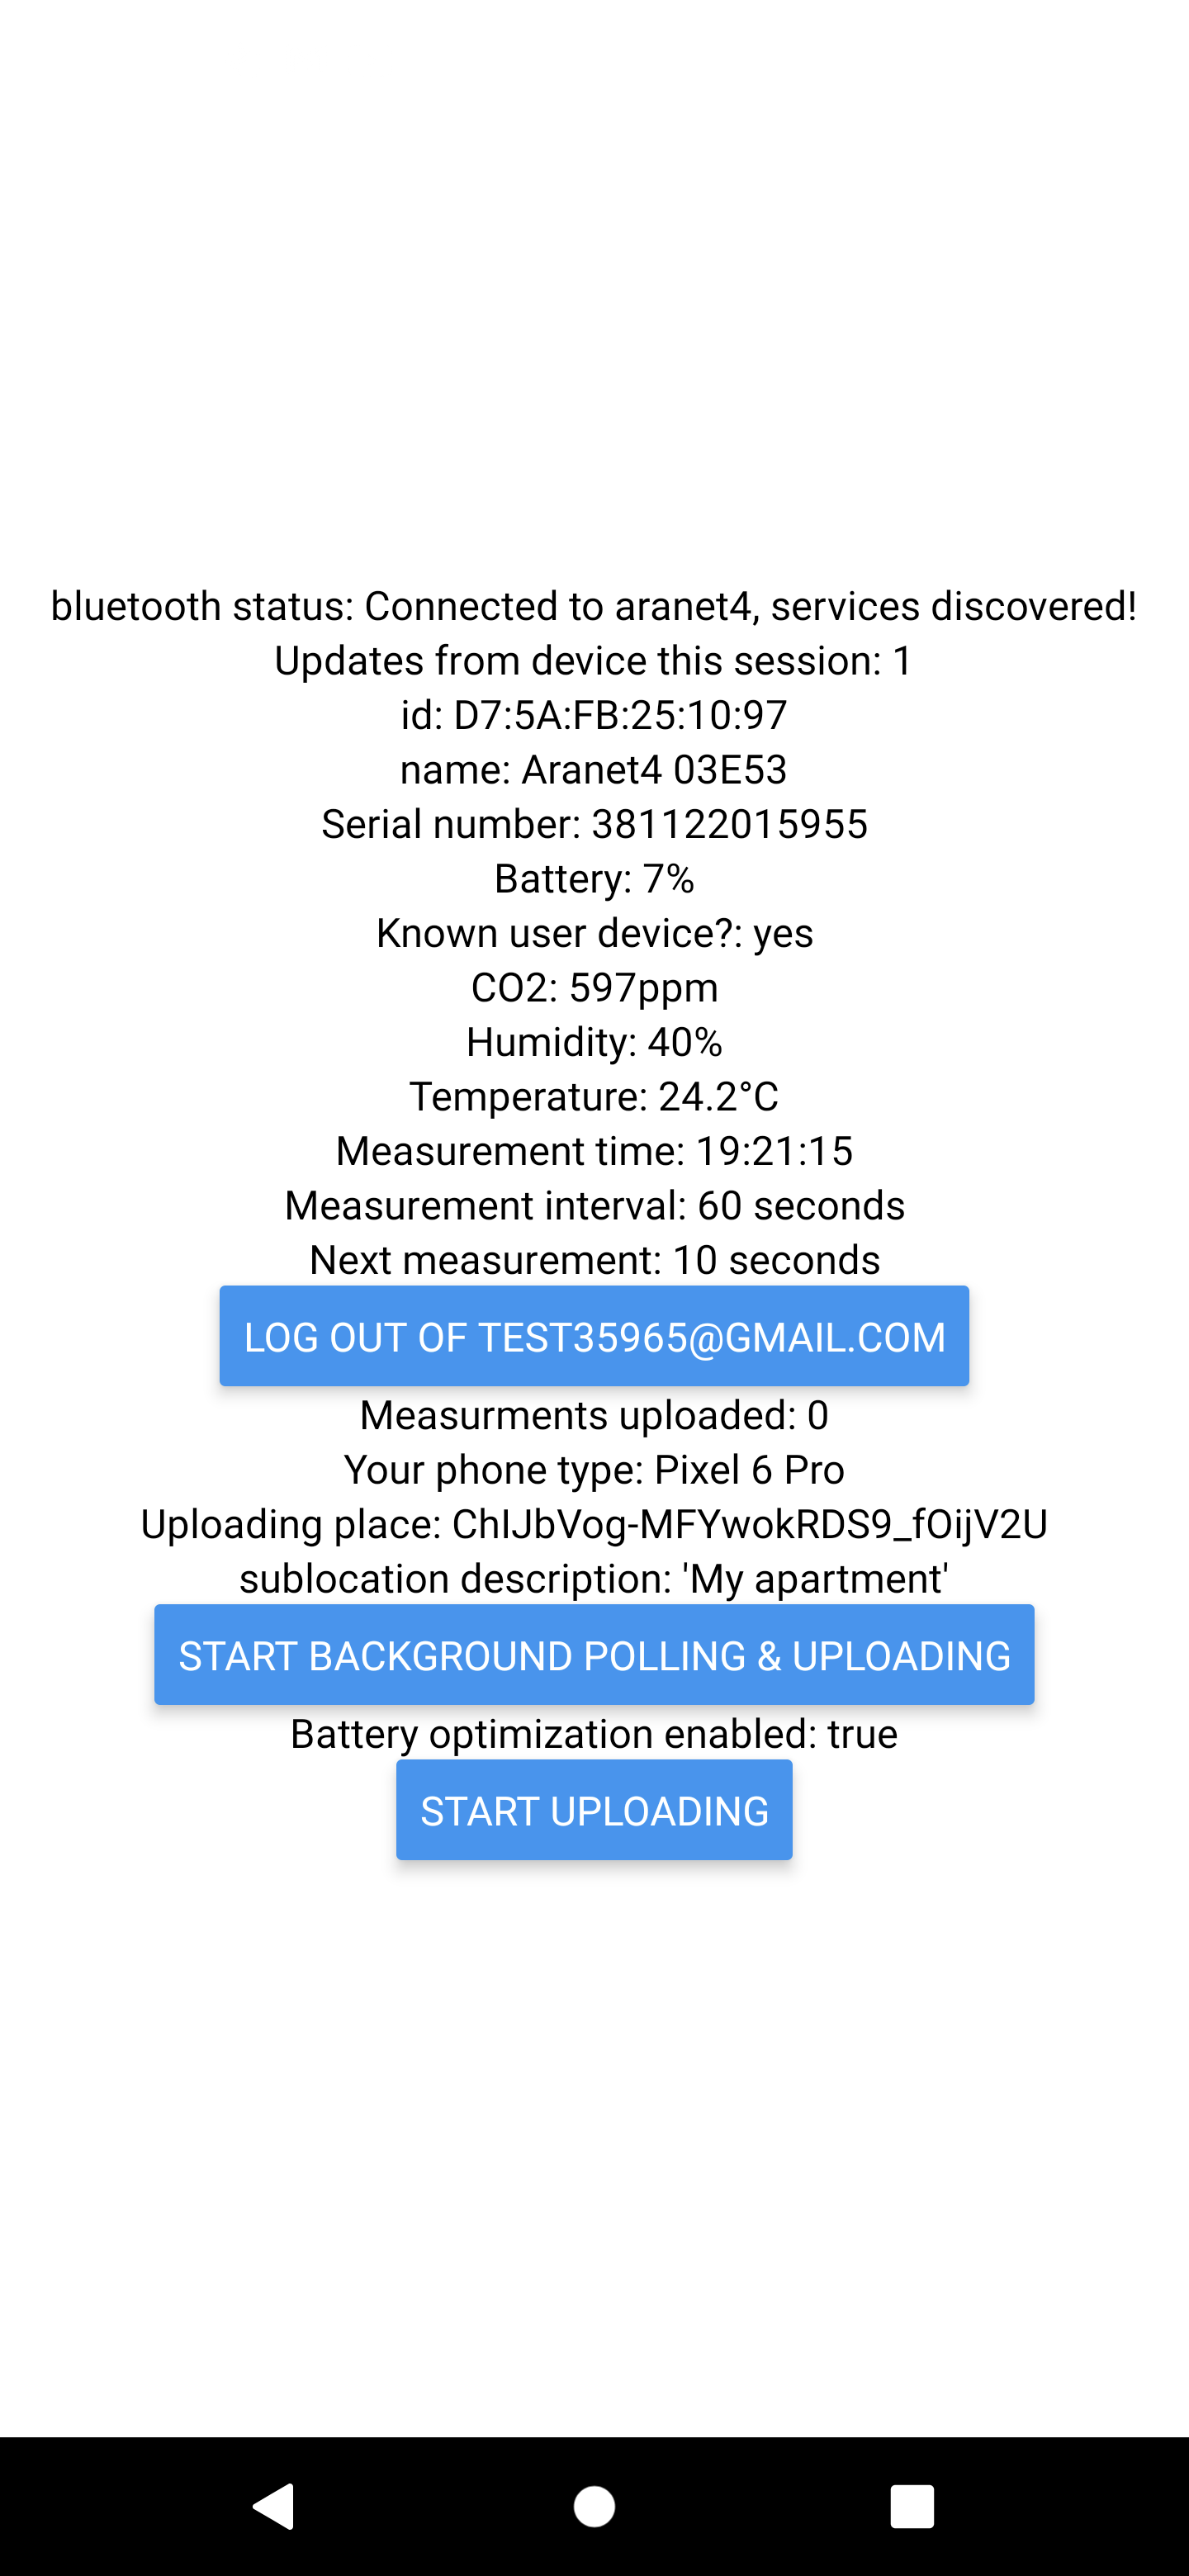 bluetooth status: Connected to aranet4, services discovered!
Updates from device this session: 1
id: D7:5A:FB:25:10:97
name: Aranet4 03E53
Serial number: 381122015955
Battery: 7%
Known user device?: yes
CO2: 597ppm
Humidity: 40%
Temperature: 24.2°C
Measurement time: 19:21:15
Measurement interval: 60 seconds
Next measurement: 10 seconds
LOG OUT OF TEST35965@GMAIL.COM
Measurments uploaded: 0
Your phone type: Pixel 6 Pro
Uploading place: ChIJbVog-MFYwokRDS9_fOijV2U
sublocation description: 'My apartment'
START BACKGROUND POLLING & UPLOADING
Battery optimization enabled: true
START UPLOADING